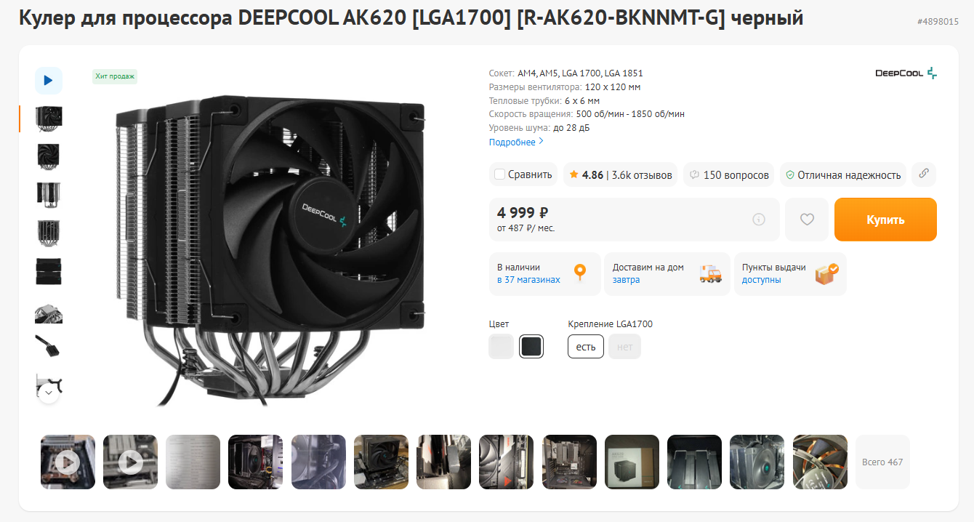 Кулер для процессора DEEPCOOL AK620 [LGA1700] [R-AK620-BKNNMT-G] черный
#4898015
Хит продаж
DEEPCOOL
Сокет: AM4, AM5, LGA 1700, LGA 1851
DEEPCOOL
Размеры вентилятора: 120 x 120 мм
Тепловые трубки: 6 x 6 мм
Скорость вращения: 500 об/мин - 1850 об/мин
Уровень шума: до 28 дБ
Подробнее
Сравнить
4.86 | 3.6k отзывов
150 вопросов
Отличная надежность
4 999 ₽
от 487 ₽/ мес.
Купить
В наличии
в 37 магазинах
Доставим на дом
завтра
Пункты выдачи
доступны
Цвет
Крепление LGA1700
есть
нет
Всего 467